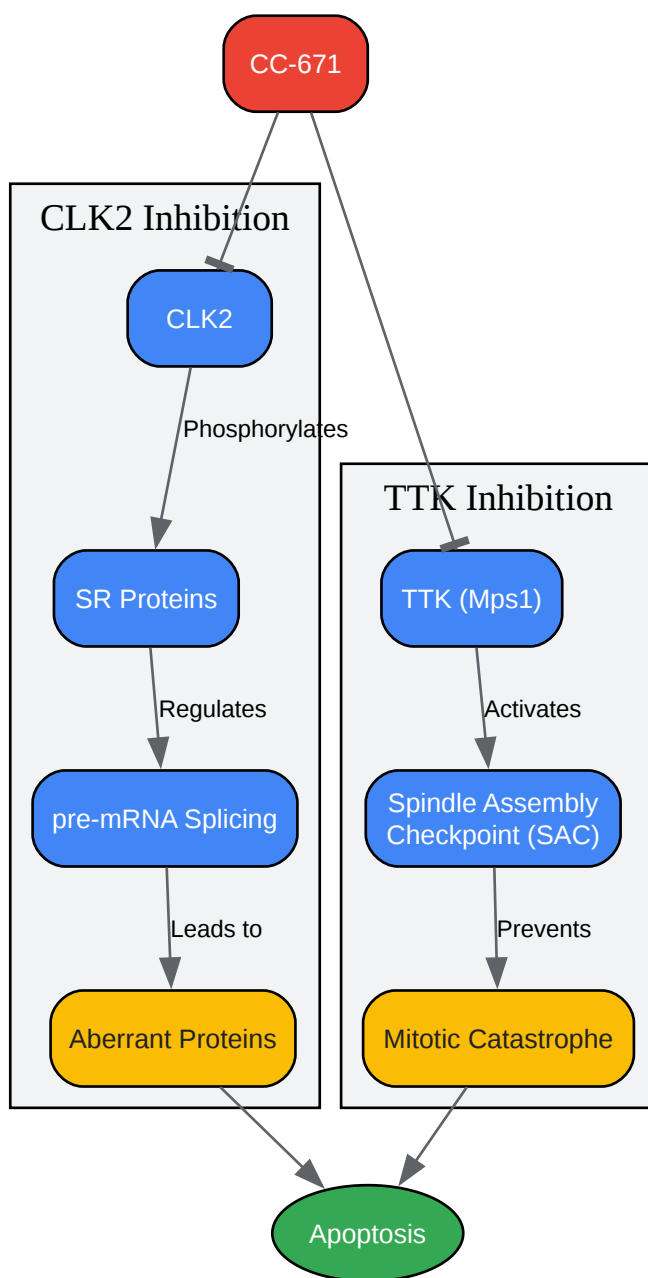 CC-671
CLK2 Inhibition
CLK2
Phosphorylates
TTK Inhibition
SR Proteins
TTK (Mps1)
Regulates
Activates
pre-mRNA Splicing
Spindle Assembly
Checkpoint (SAC)
Leads to
Prevents
Aberrant Proteins
Mitotic Catastrophe
Apoptosis